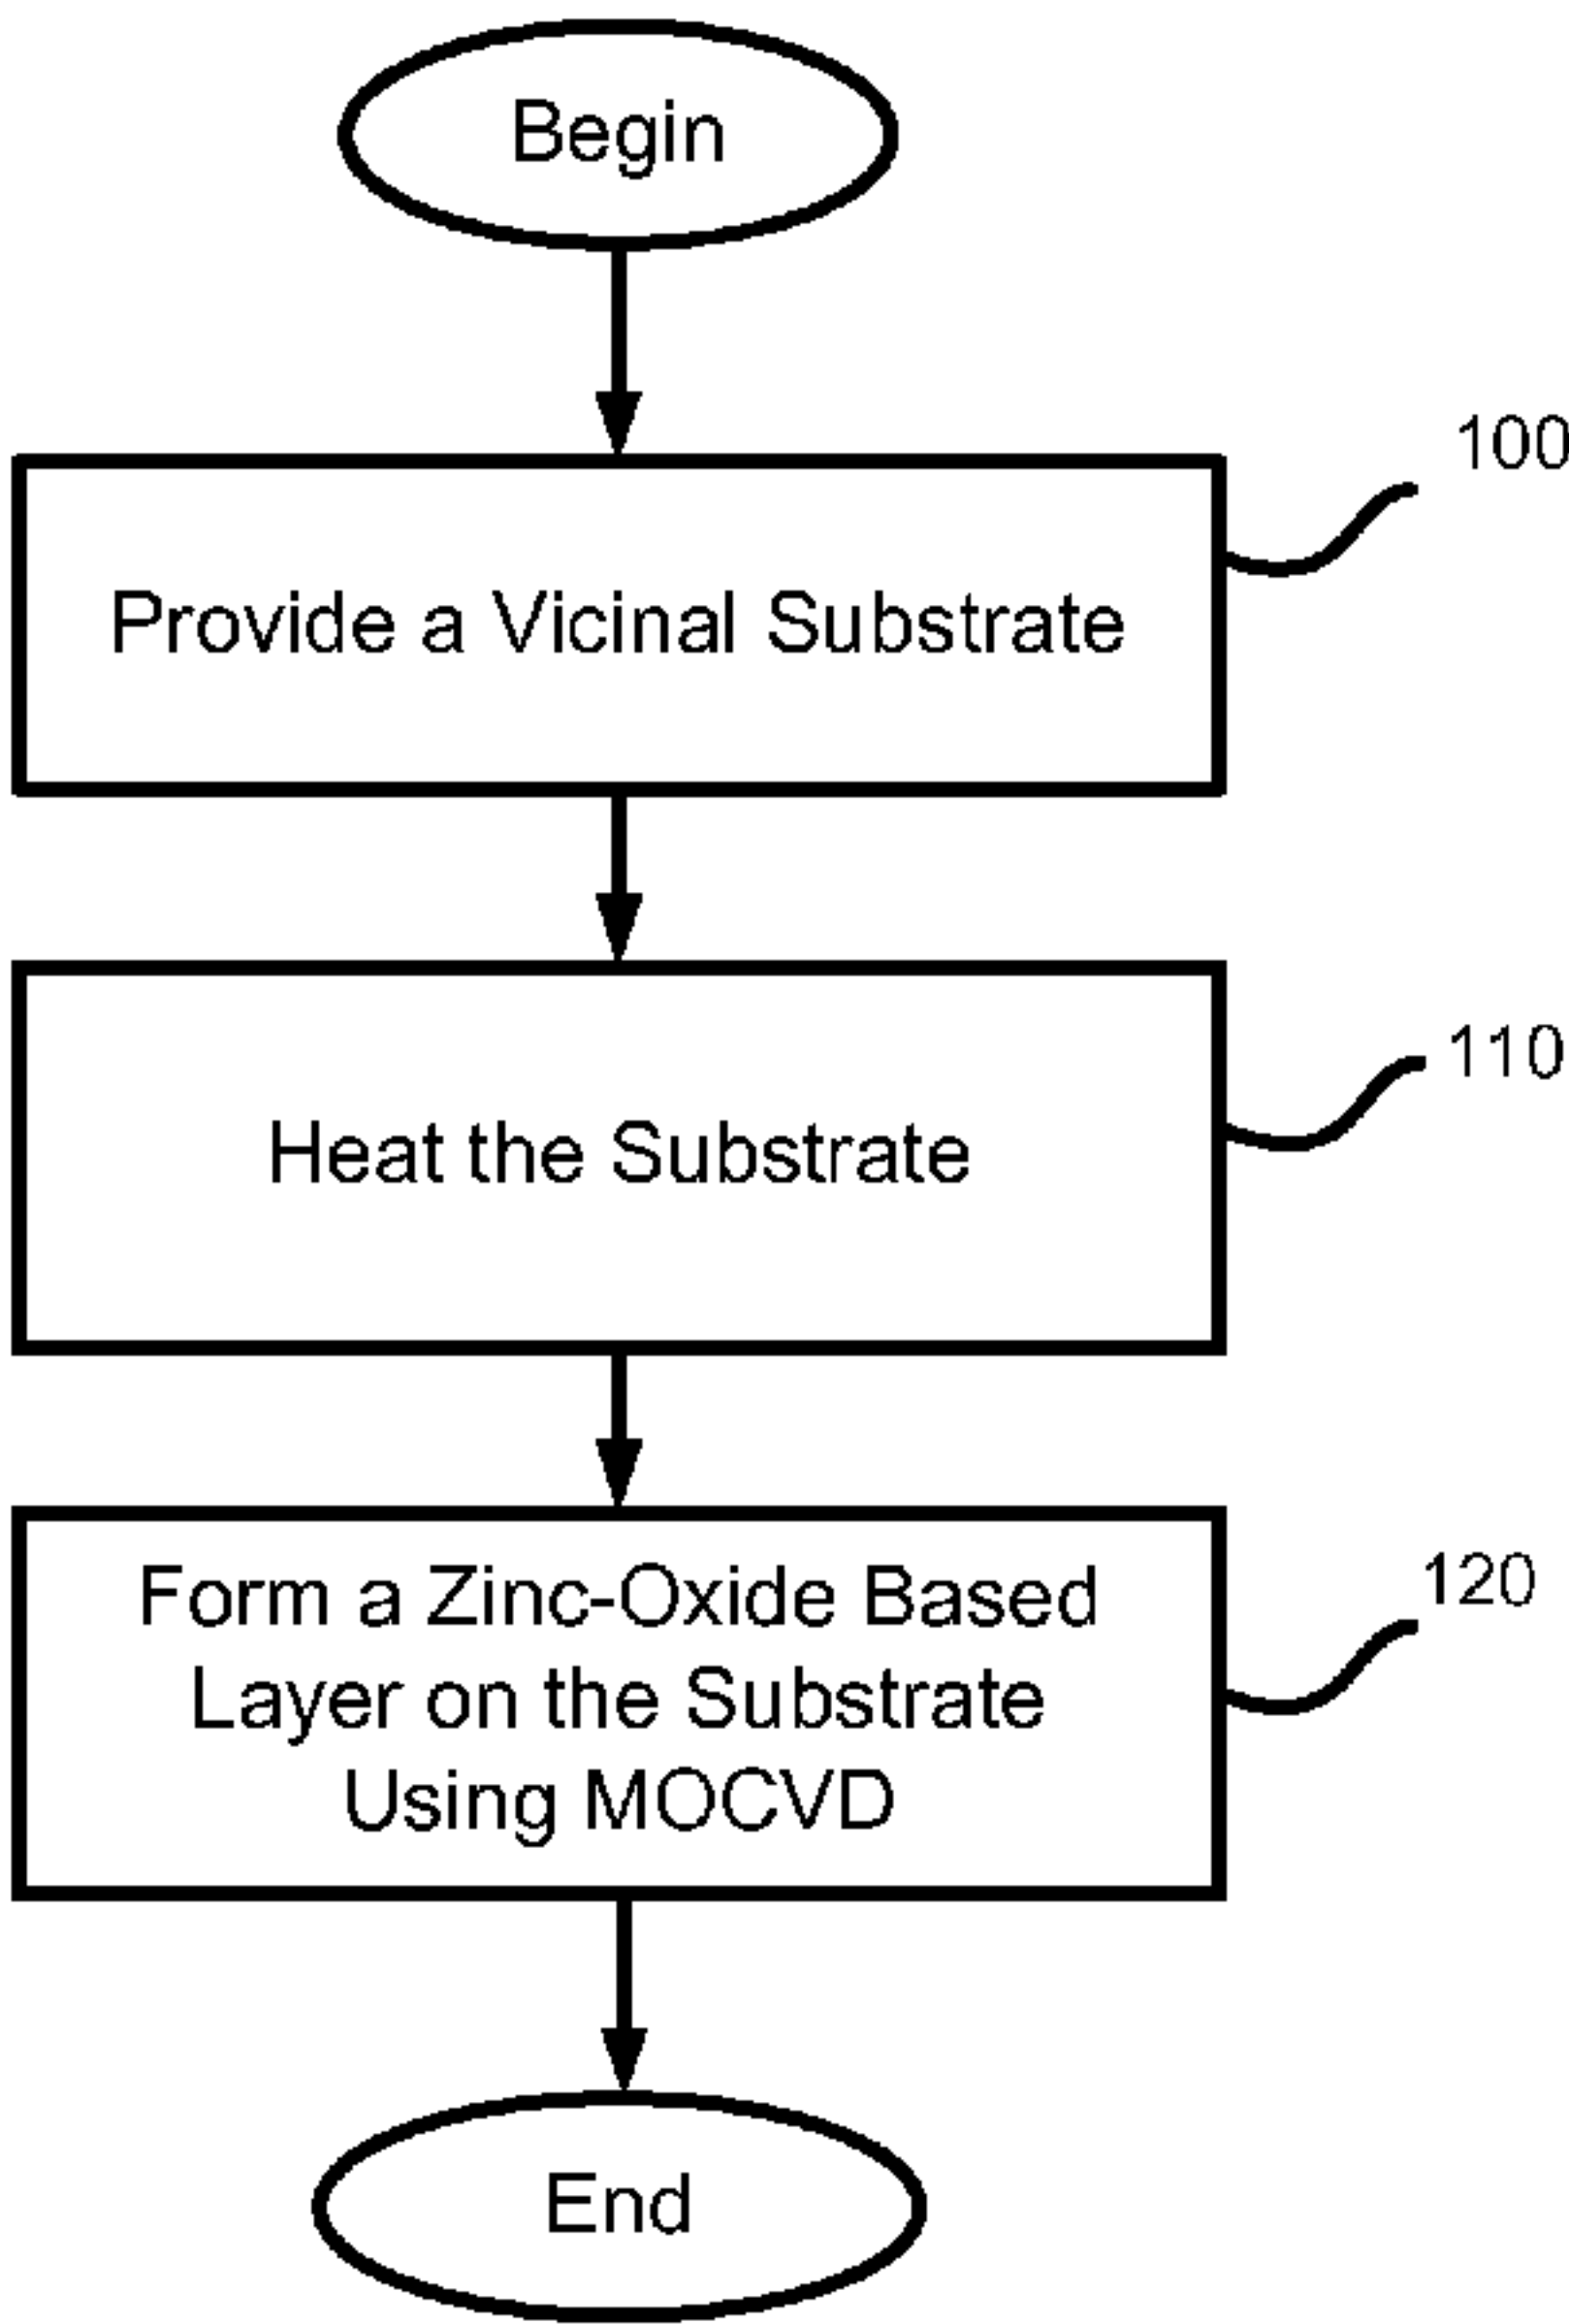 Begin
100
Provide a Vicinal Substrate
110
Heat the Substrate
120
Form a Zinc-Oxide Based
Layer on the Substrate
Using MOCVD
End